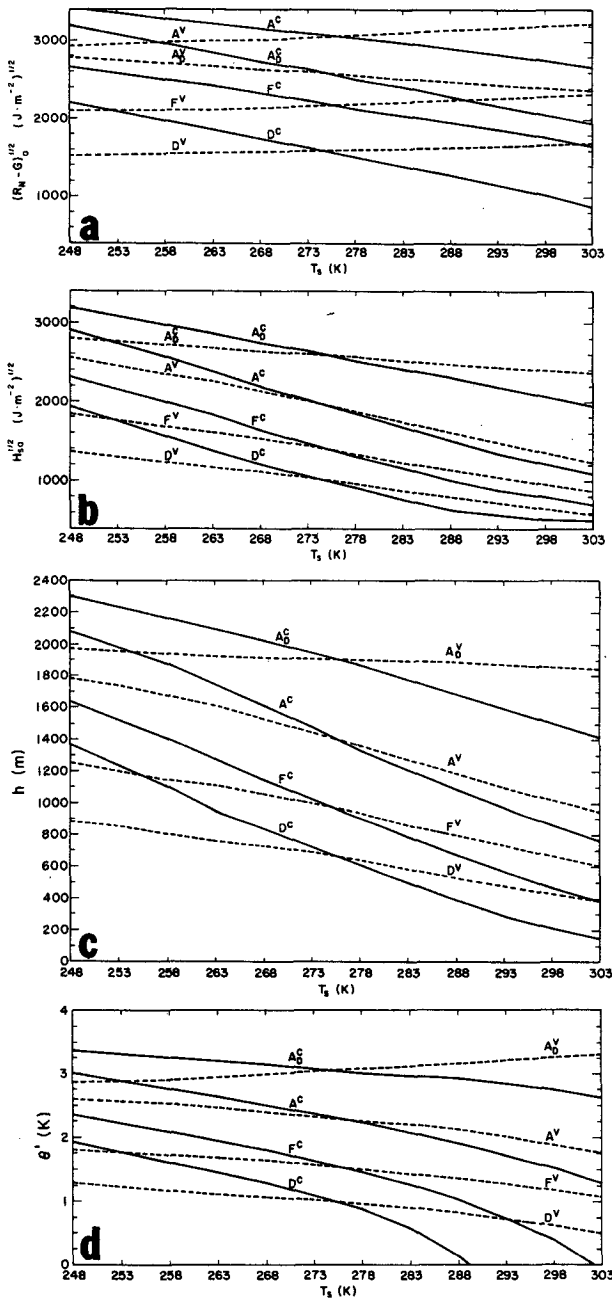 3000
2000
1000
(R_N-G)_a^{1/2} (J·m^{-2})^{1/2}
A^V
A^C
A_D^V
A_D^C
F^V
F^C
D^V
D^C
a
248 253 258 263 268 273 278 283 288 293 298 303
T_s (K)
3000
2000
1000
H_{sa}^{1/2} (J·m^{-2})^{1/2}
A_D^C
A_D^C
A^V
A^C
F^V
F^C
D^V
D^C
b
248 253 258 263 268 273 278 283 288 293 298 303
T_s (K)
2400
2200
2000
1800
1600
1400
1200
1000
800
600
400
200
0
h (m)
A_D^C
A_D^V
A^C
A^V
F^C
F^V
D^C
D^V
c
248 253 258 263 268 273 278 283 288 293 298 303
T_s (K)
4
3
2
1
0
θ' (K)
A_D^C
A_D^V
A^C
A^V
F^C
F^V
D^C
D^V
d
248 253 258 263 268 273 278 283 288 293 298 303
T_s (K)